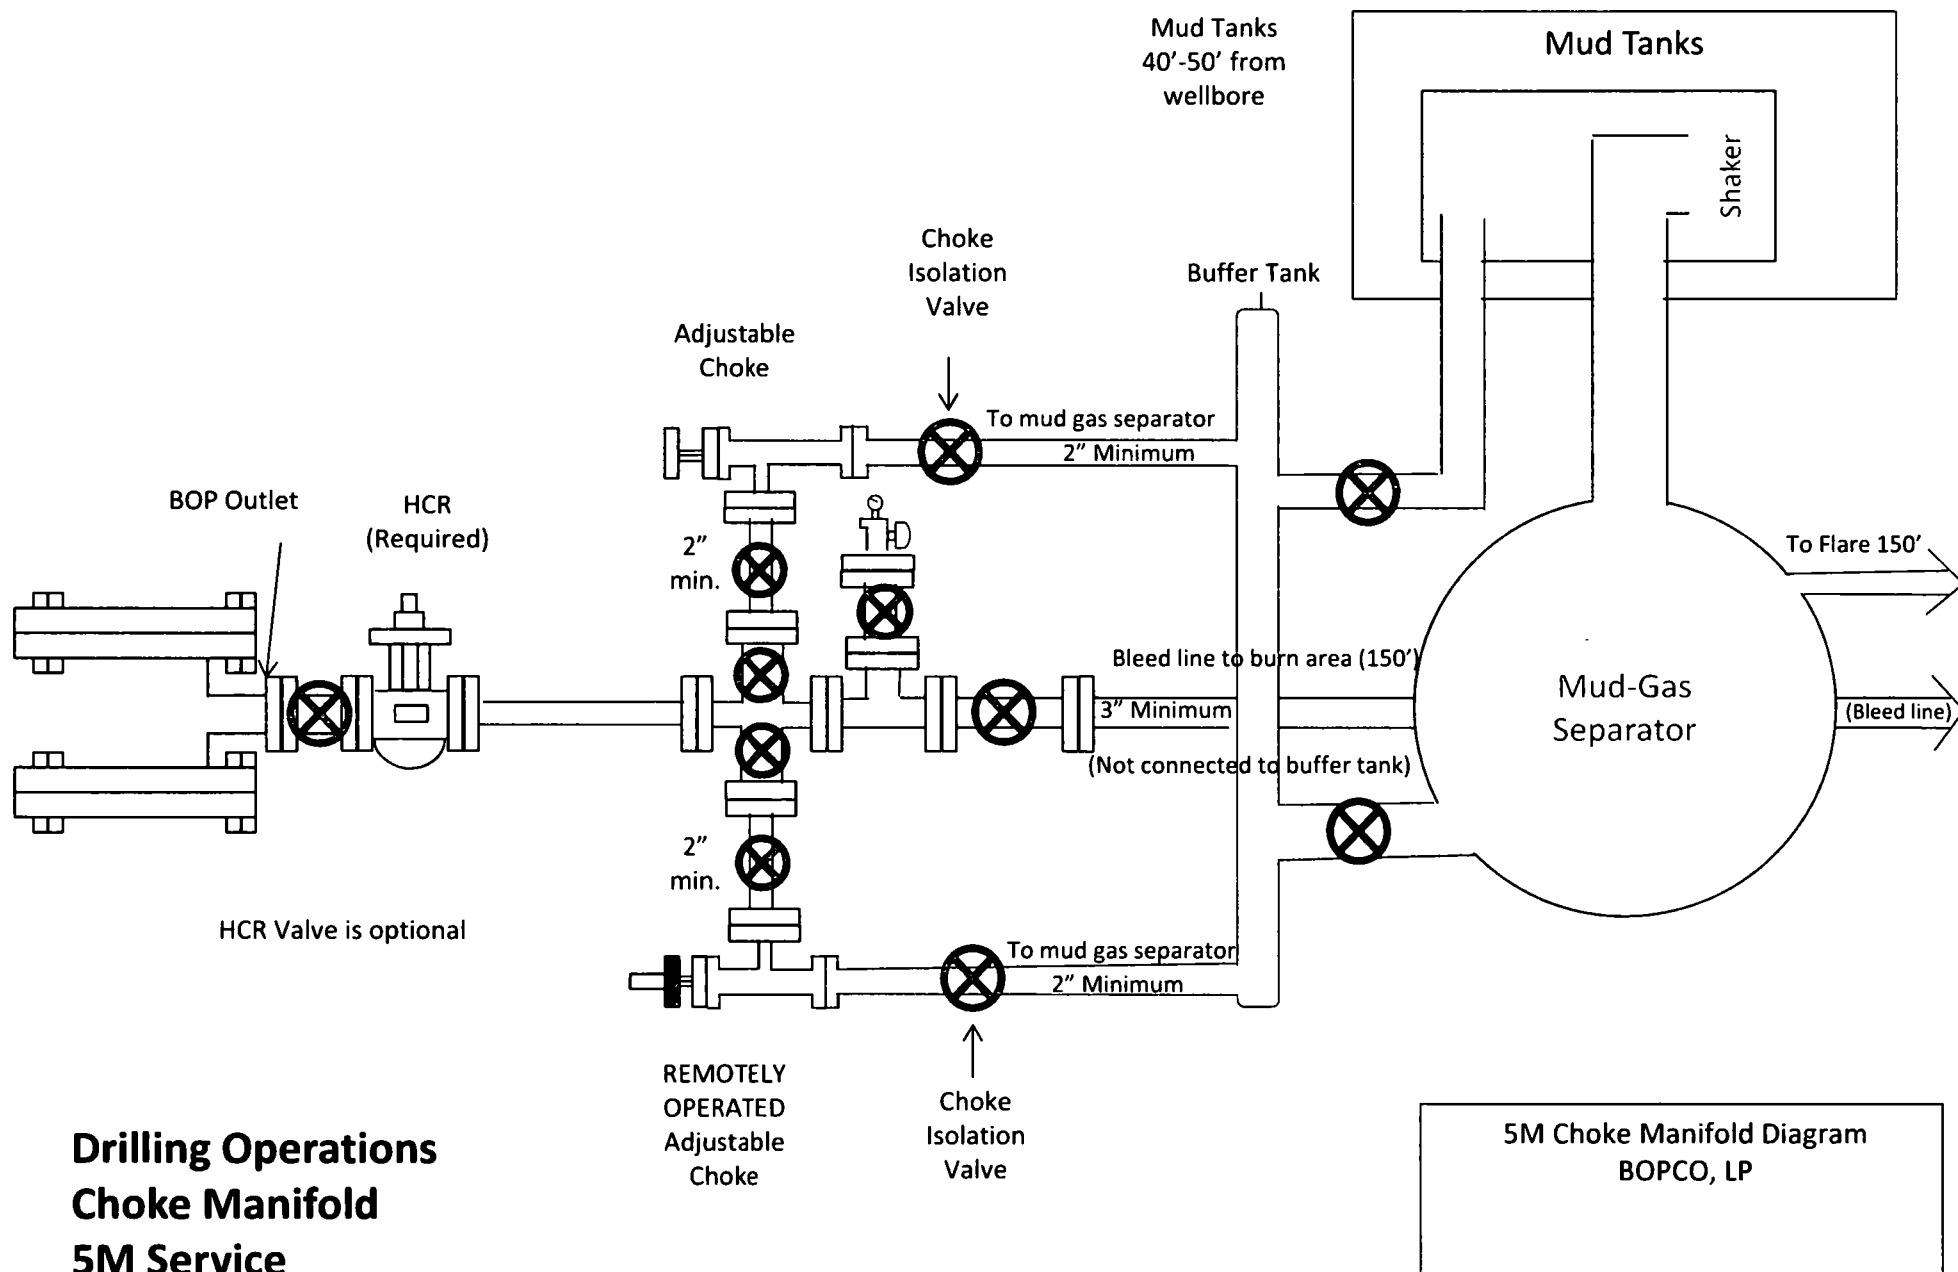 Mud Tanks
40'-50' from
wellbore
Mud Tanks
Shaker
Choke
Isolation
Valve
Buffer Tank
Adjustable
Choke
To mud gas separator
2" Minimum
BOP Outlet
HCR
(Required)
2"
min.
To Flare 150'
Bleed line to burn area (150')
3" Minimum
(Not connected to buffer tank)
Mud-Gas
Separator
(Bleed line)
2"
min.
HCR Valve is optional
To mud gas separator
2" Minimum
REMOTELY
OPERATED
Adjustable
Choke
Choke
Isolation
Valve
Drilling Operations
Choke Manifold
5M Service
5M Choke Manifold Diagram
BOPCO, LP